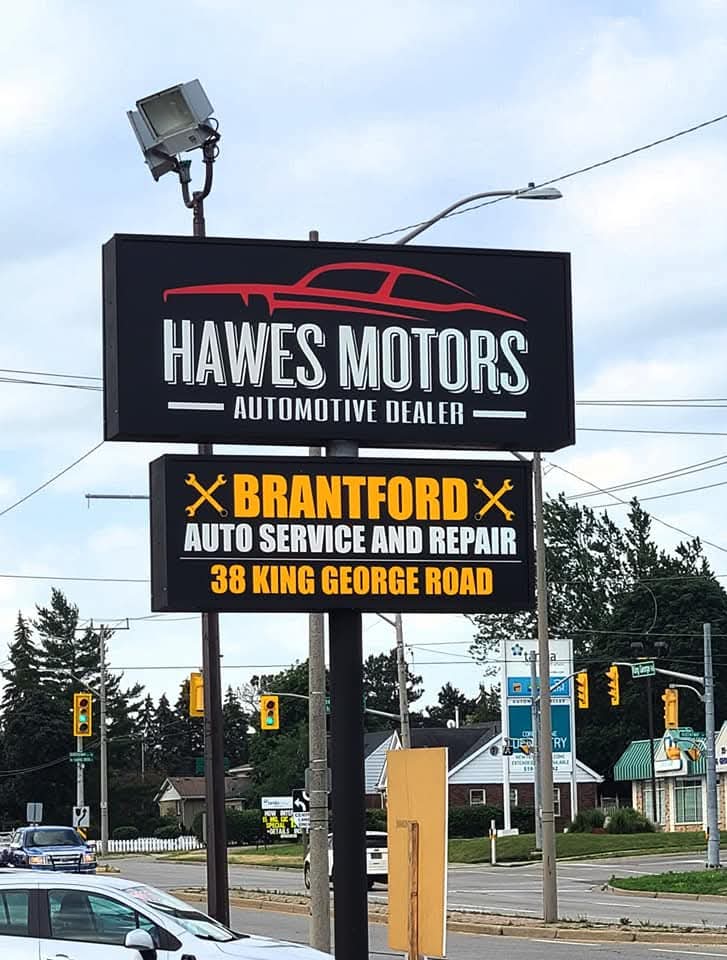 HAWES MOTORS
AUTOMOTIVE DEALER
BRANTFORD
AUTO SERVICE AND REPAIR
38 KING GEORGE ROAD